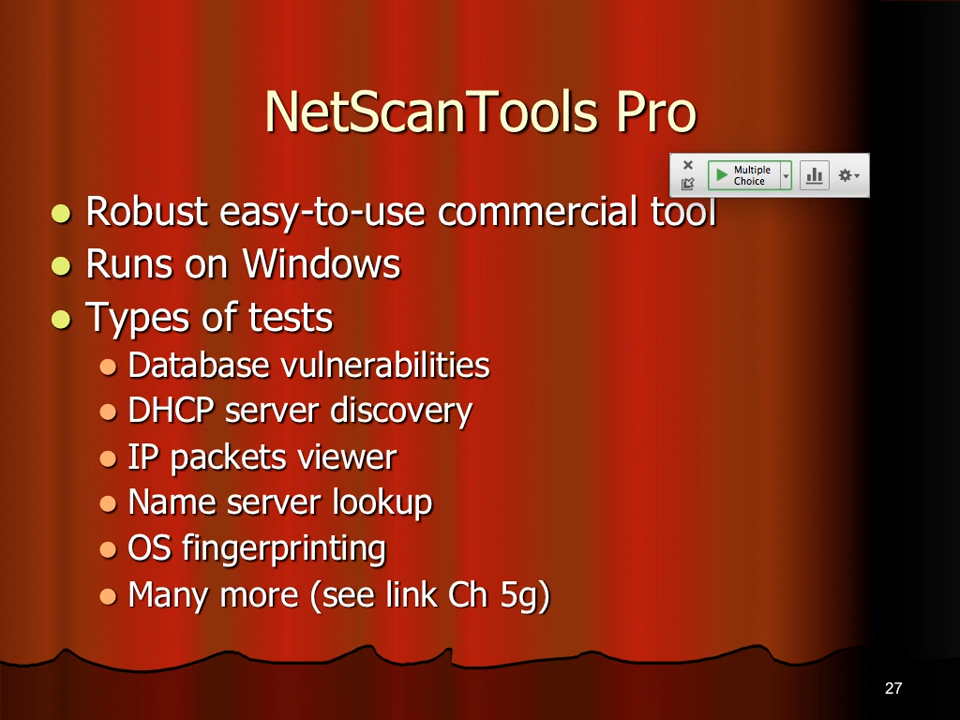 NetScanTools Pro
Multiple
Choice
Robust easy-to-use commercial tool
Runs on Windows
Types of tests
Database vulnerabilities
DHCP server discovery
IP packets viewer
Name server lookup
OS fingerprinting
Many more (see link Ch 5g)
27